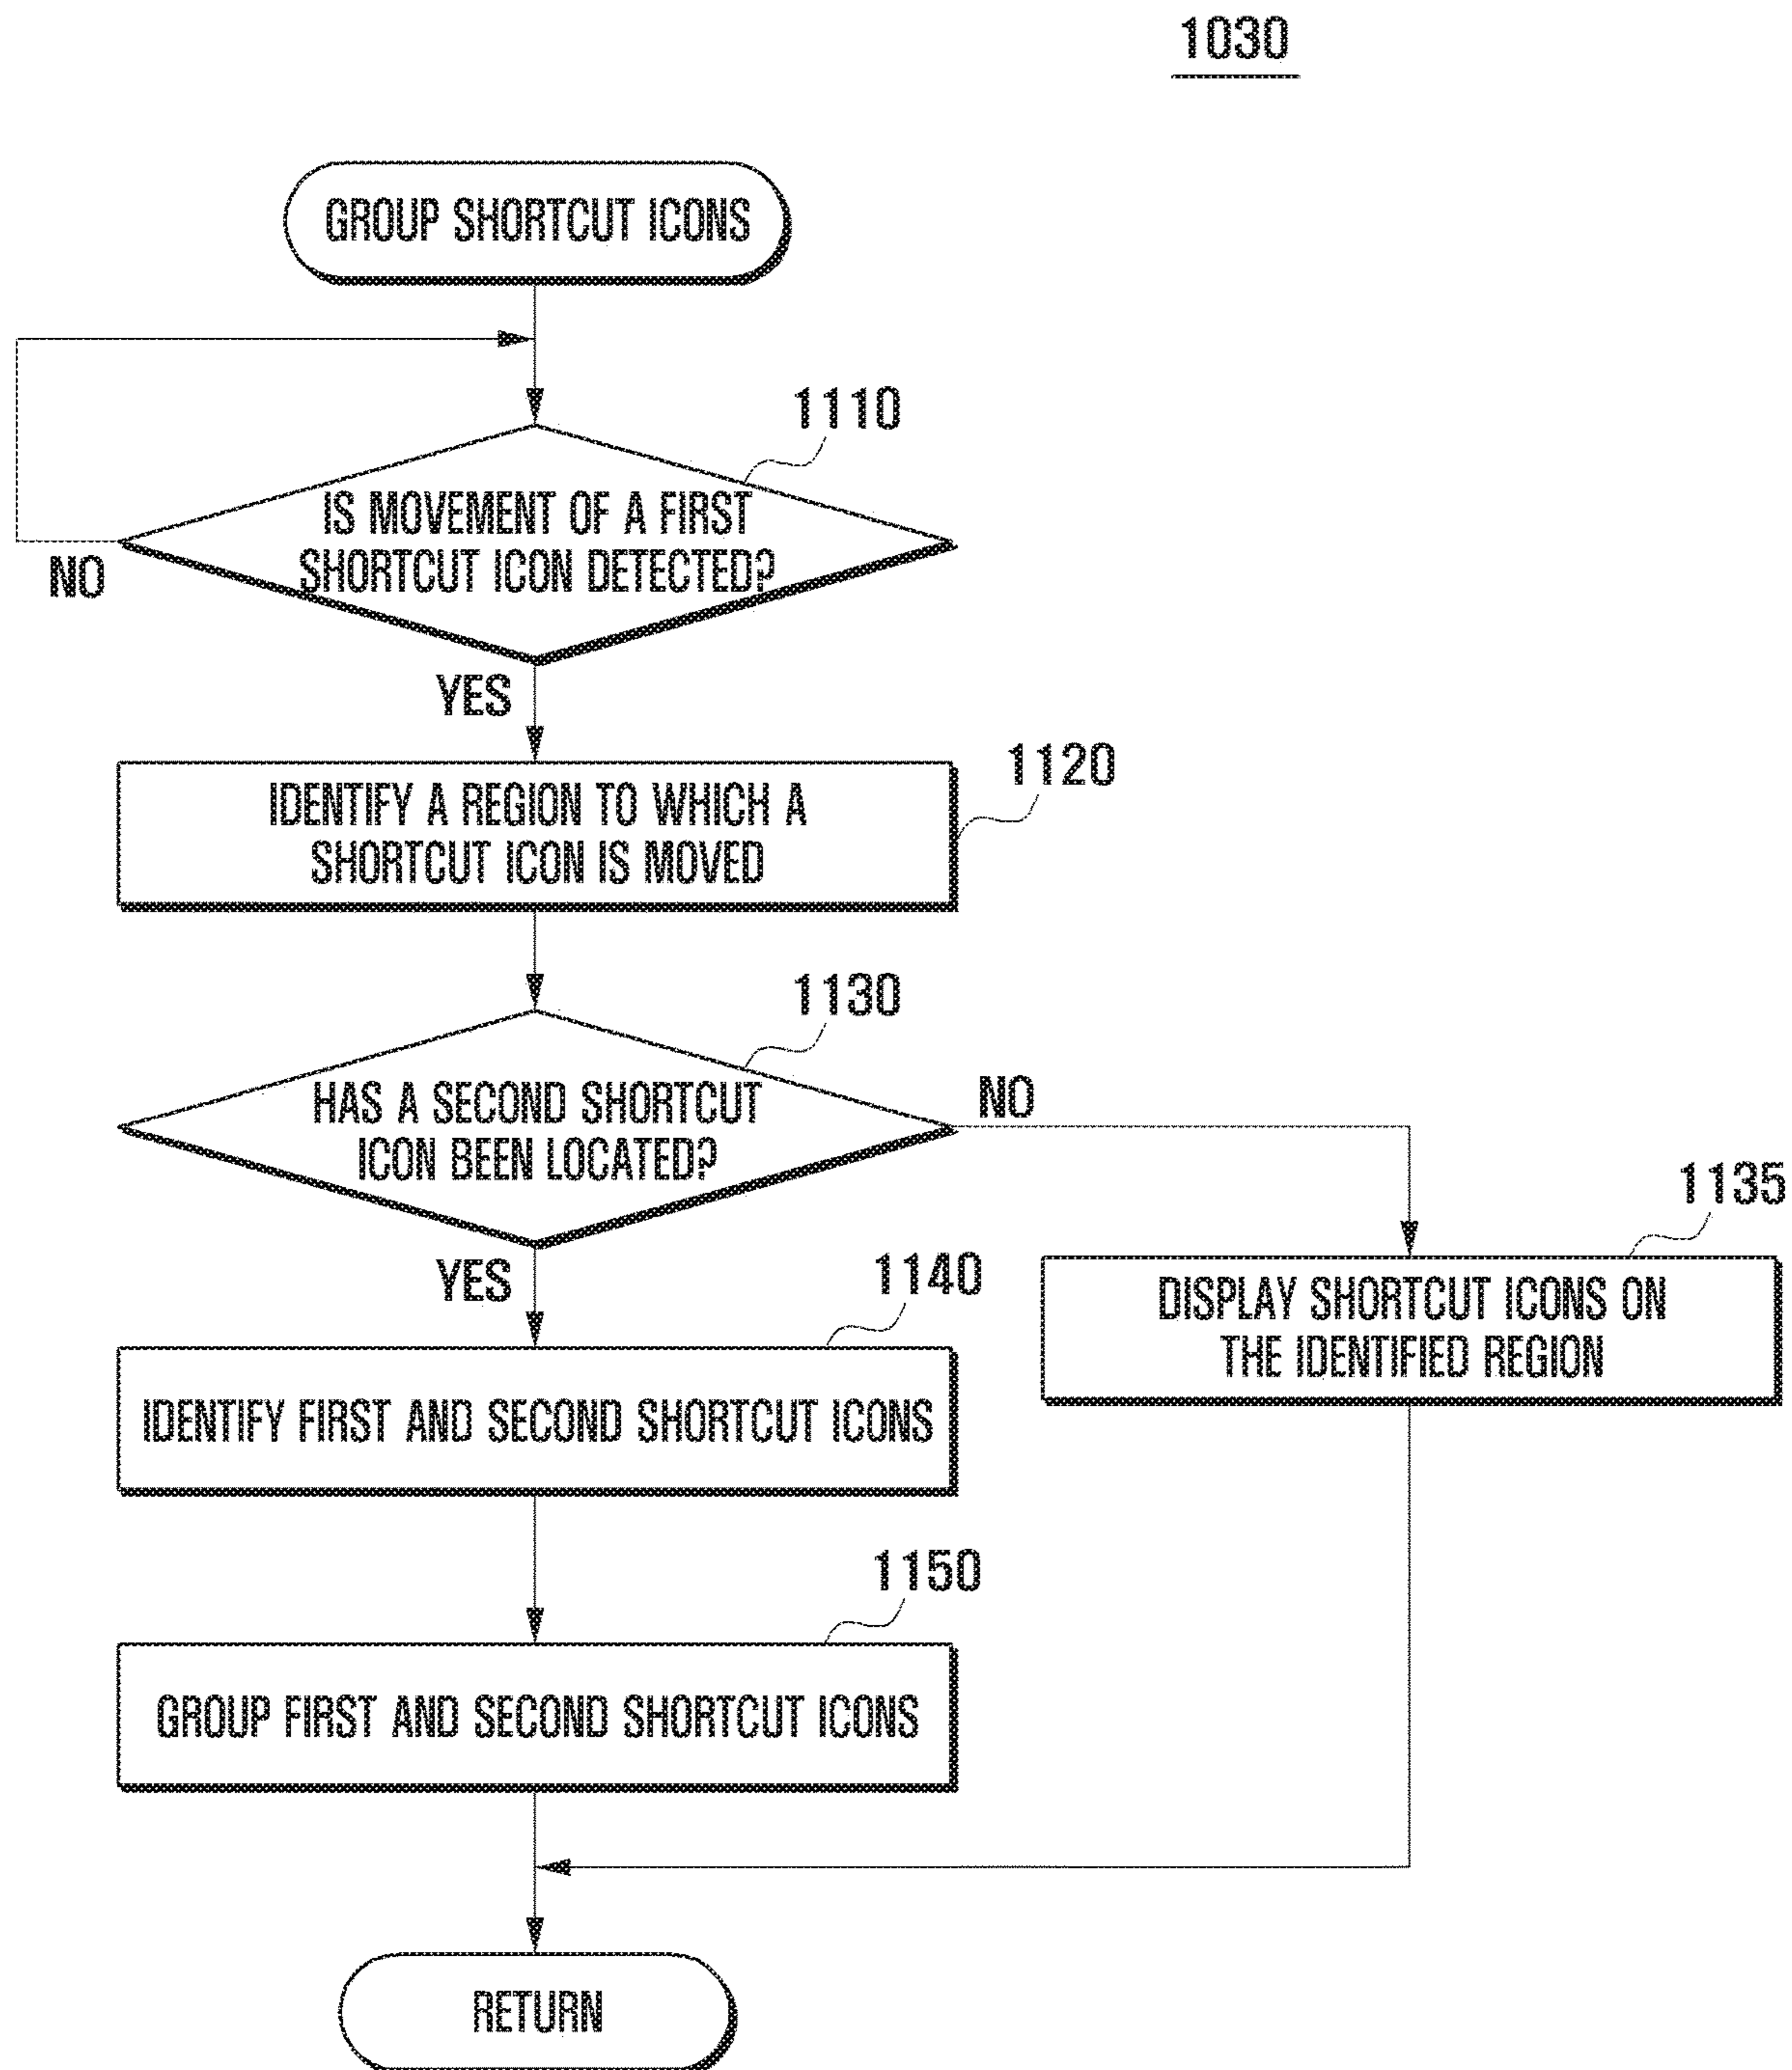 1030
GROUP SHORTCUT ICONS
1110
IS MOVEMENT OF A FIRST
SHORTCUT ICON DETECTED?
NO
YES
1120
IDENTIFY A REGION TO WHICH A
SHORTCUT ICON IS MOVED
1130
HAS A SECOND SHORTCUT
ICON BEEN LOCATED?
NO
YES
1135
DISPLAY SHORTCUT ICONS ON
THE IDENTIFIED REGION
1140
IDENTIFY FIRST AND SECOND SHORTCUT ICONS
1150
GROUP FIRST AND SECOND SHORTCUT ICONS
RETURN